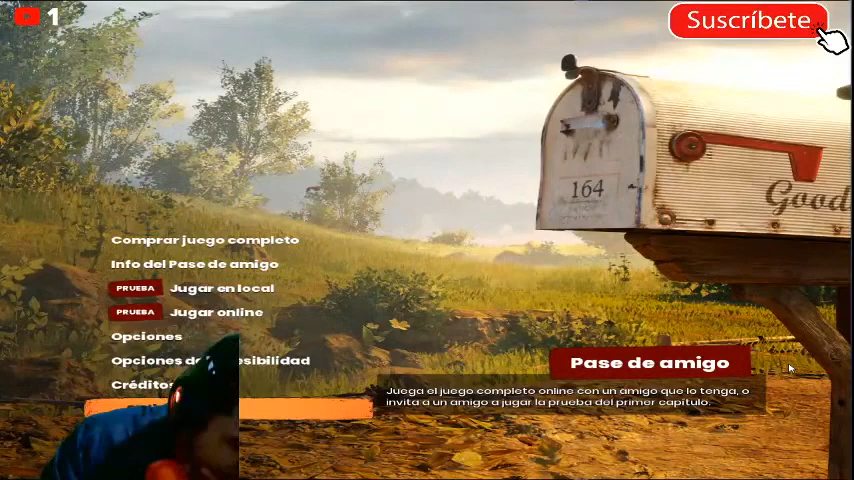 1
Suscríbete
164
Good
Comprar juego completo
Info del Pase de amigo
PRUEBA Jugar en local
PRUEBA Jugar online
Opciones
Opciones de
Créditos
Pase de amigo
Juega el juego completo online con un amigo que lo tenga, o
invita a un amigo a jugar la prueba del primer capítulo.